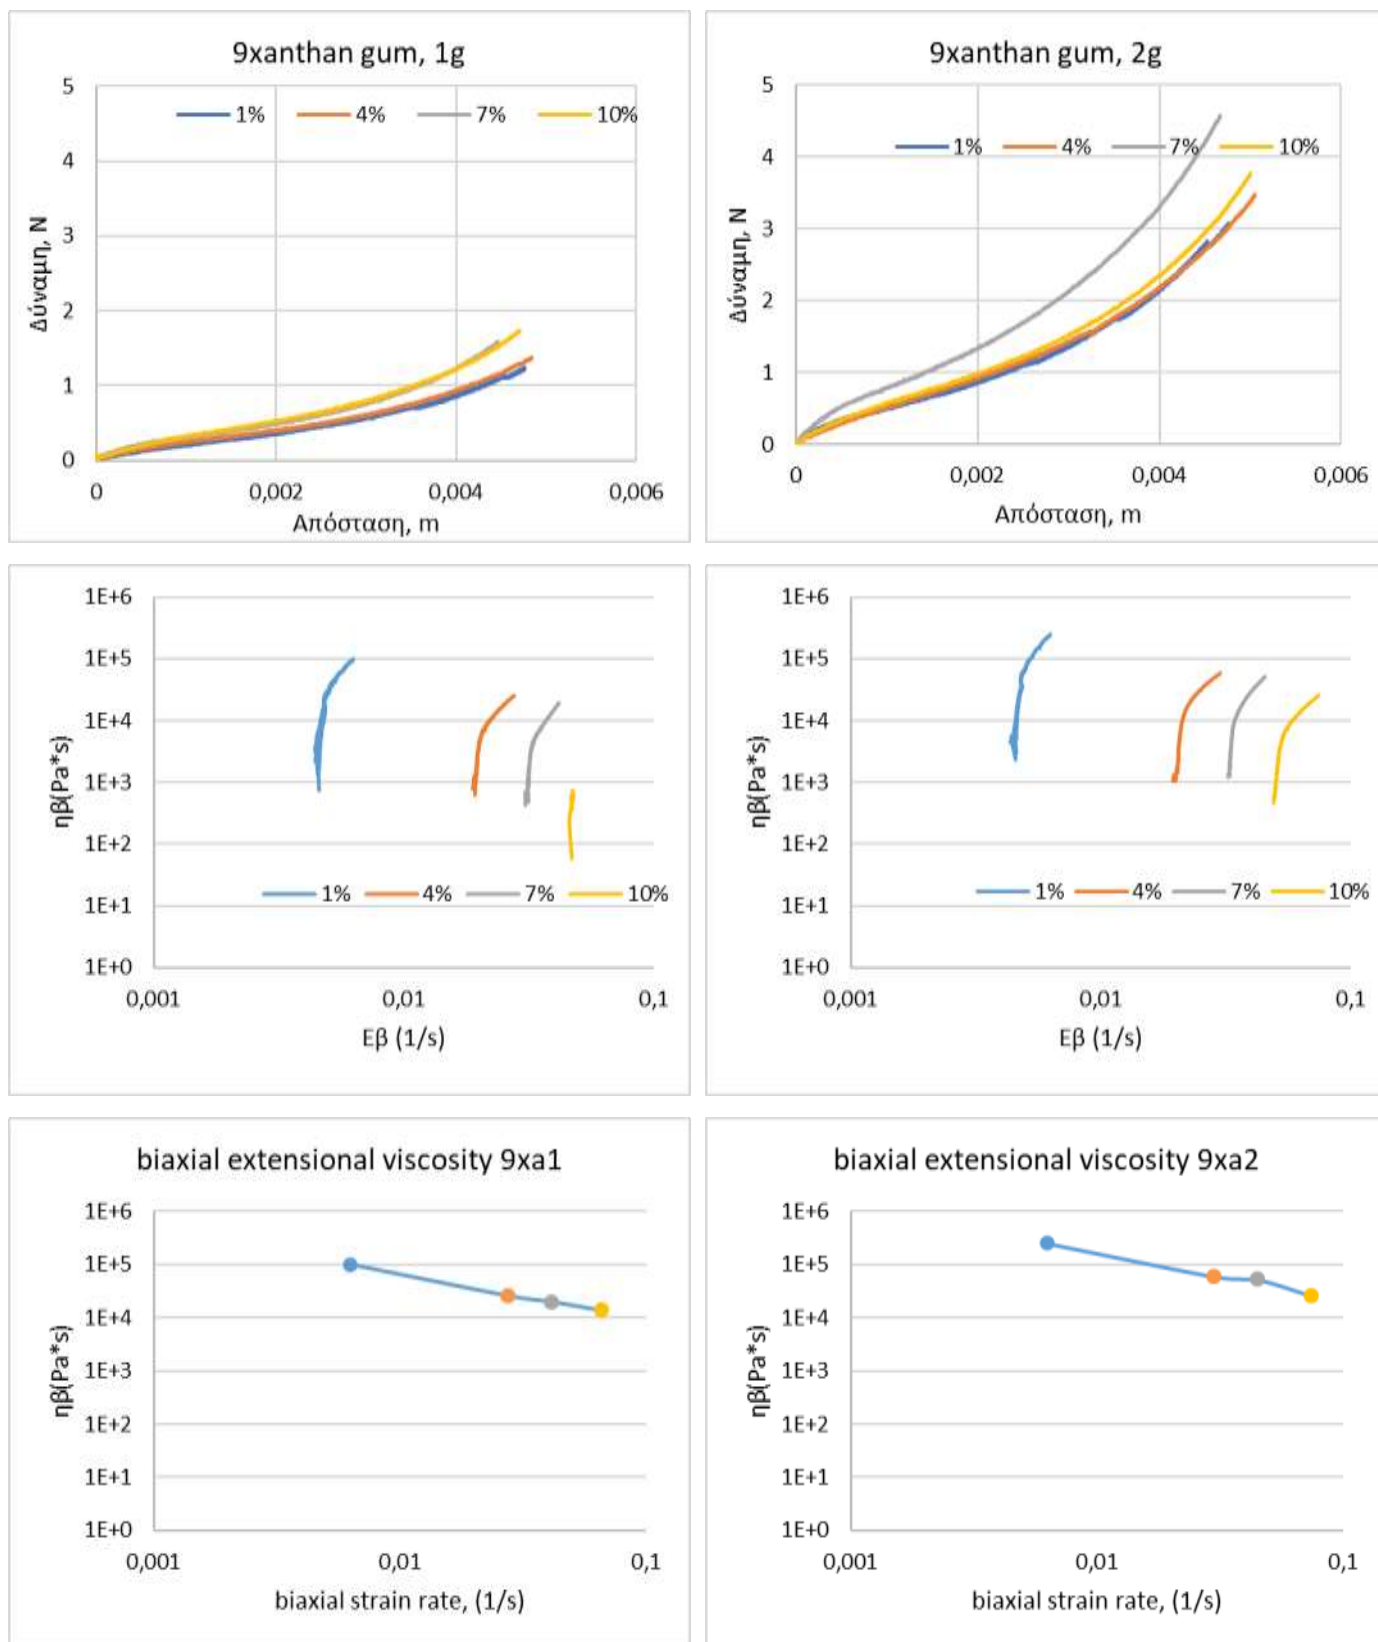 9xanthan gum, 1g
5
1% 4% 7% 10%
4
3
2
1
0
Δύναμη, N
0 0,002 0,004 0,006
Απόσταση, m
9xanthan gum, 2g
5
1% 4% 7% 10%
4
3
2
1
0
Δύναμη, N
0 0,002 0,004 0,006
Απόσταση, m
1E+6
1E+5
1E+4
1E+3
1E+2
1% 4% 7% 10%
1E+1
1E+0
ηβ(Pa*s)
0,001 0,01 0,1
Εβ (1/s)
1E+6
1E+5
1E+4
1E+3
1E+2
1% 4% 7% 10%
1E+1
1E+0
ηβ(Pa*s)
0,001 0,01 0,1
Εβ (1/s)
biaxial extensional viscosity 9xa1
1E+6
1E+5
1E+4
1E+3
1E+2
1E+1
1E+0
ηβ(Pa*s)
0,001 0,01 0,1
biaxial strain rate, (1/s)
biaxial extensional viscosity 9xa2
1E+6
1E+5
1E+4
1E+3
1E+2
1E+1
1E+0
ηβ(Pa*s)
0,001 0,01 0,1
biaxial strain rate, (1/s)